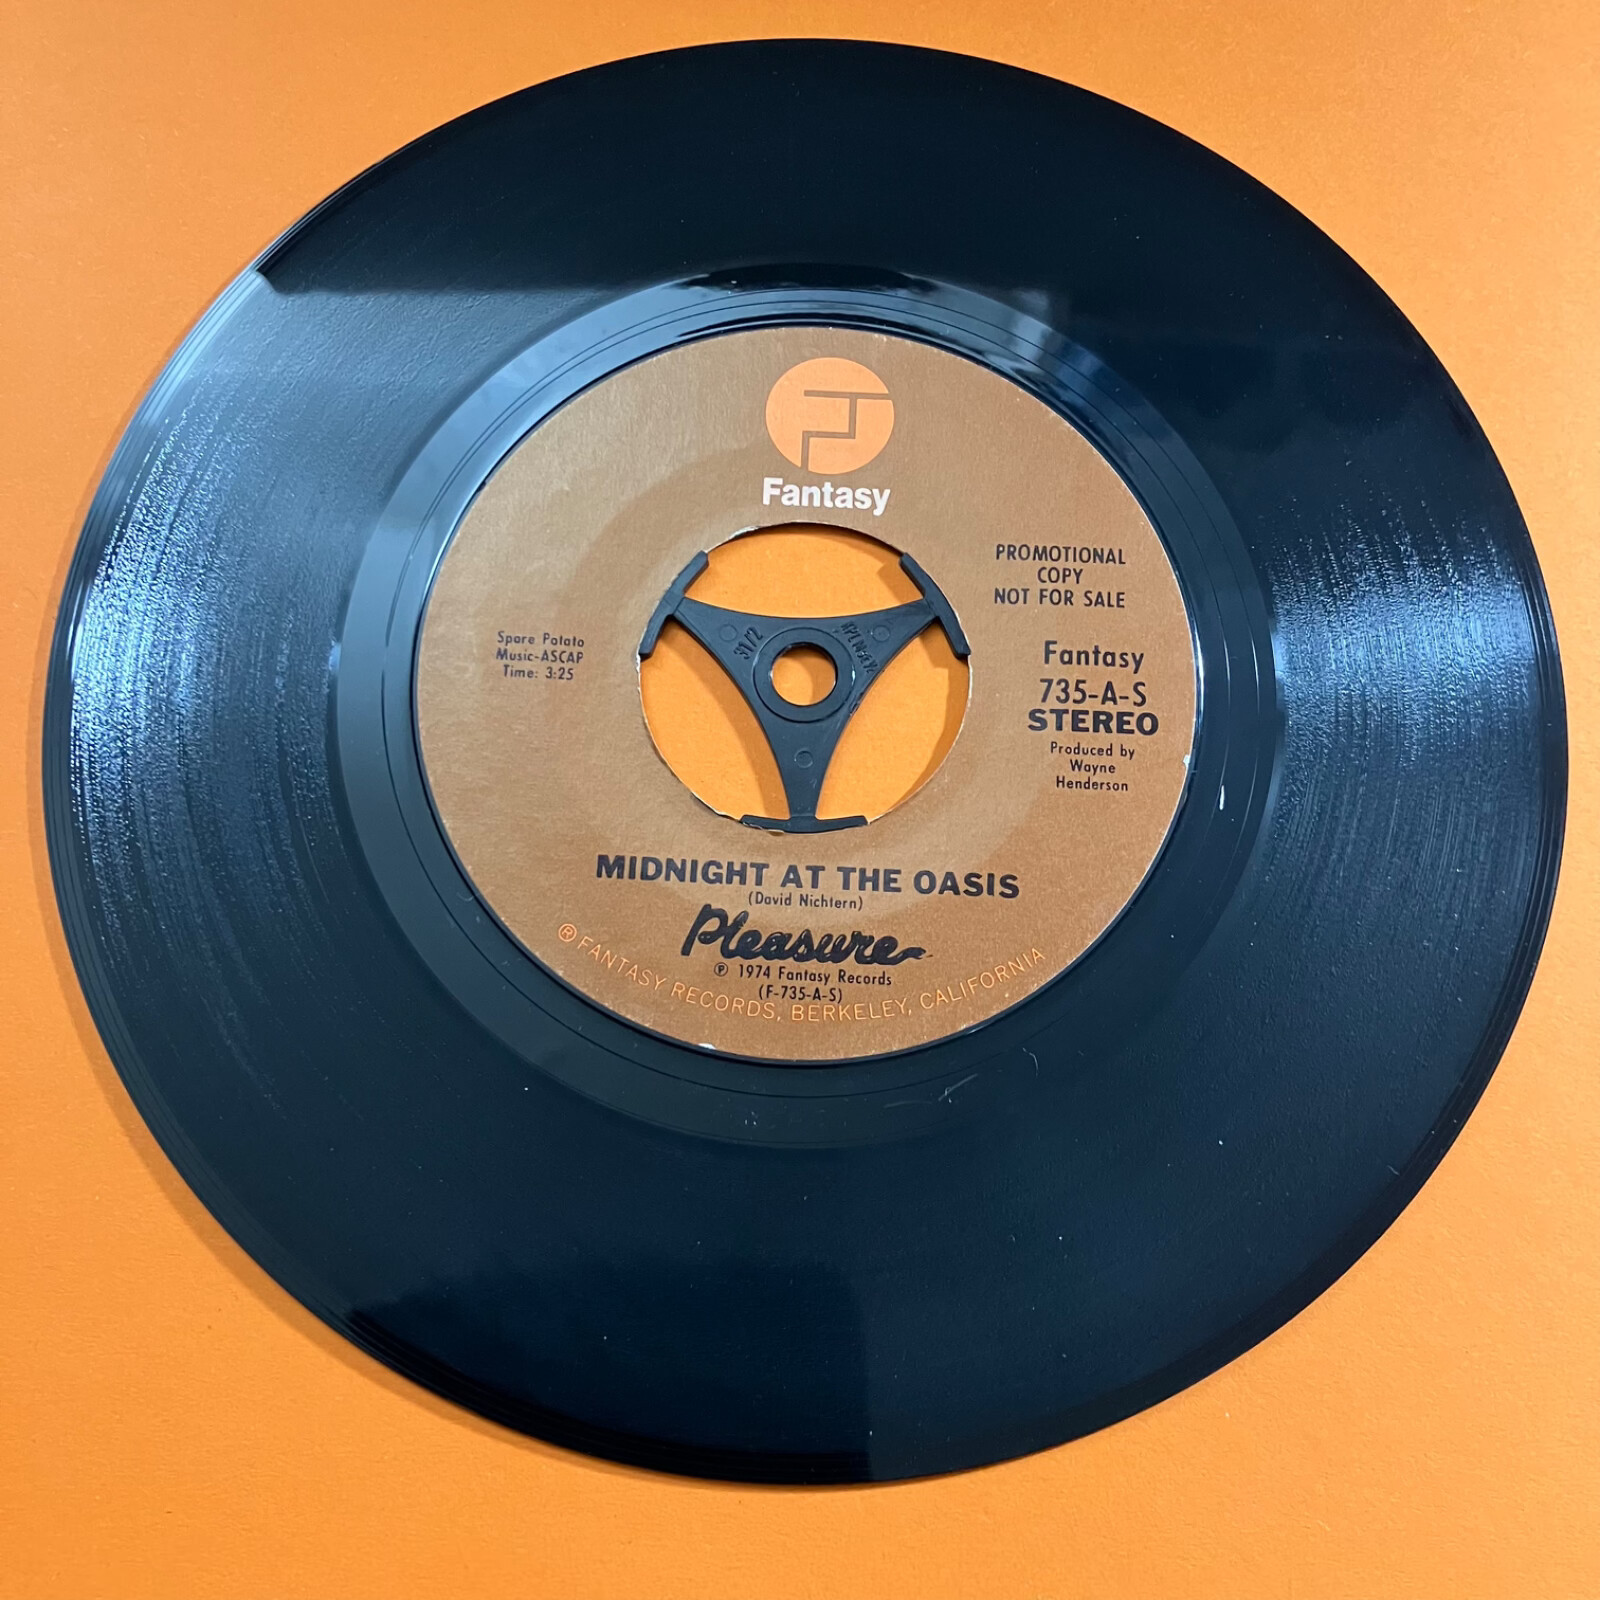 Fantasy
PROMOTIONAL
COPY
NOT FOR SALE
Spare Potato
Music-ASCAP
Time: 3:25
Fantasy
735-A-S
STEREO
Produced by
Wayne
Henderson
MIDNIGHT AT THE OASIS
(David Nichtern)
Pleasure
℗ 1974 Fantasy Records
(F-735-A-S)
® FANTASY RECORDS, BERKELEY, CALIFORNIA